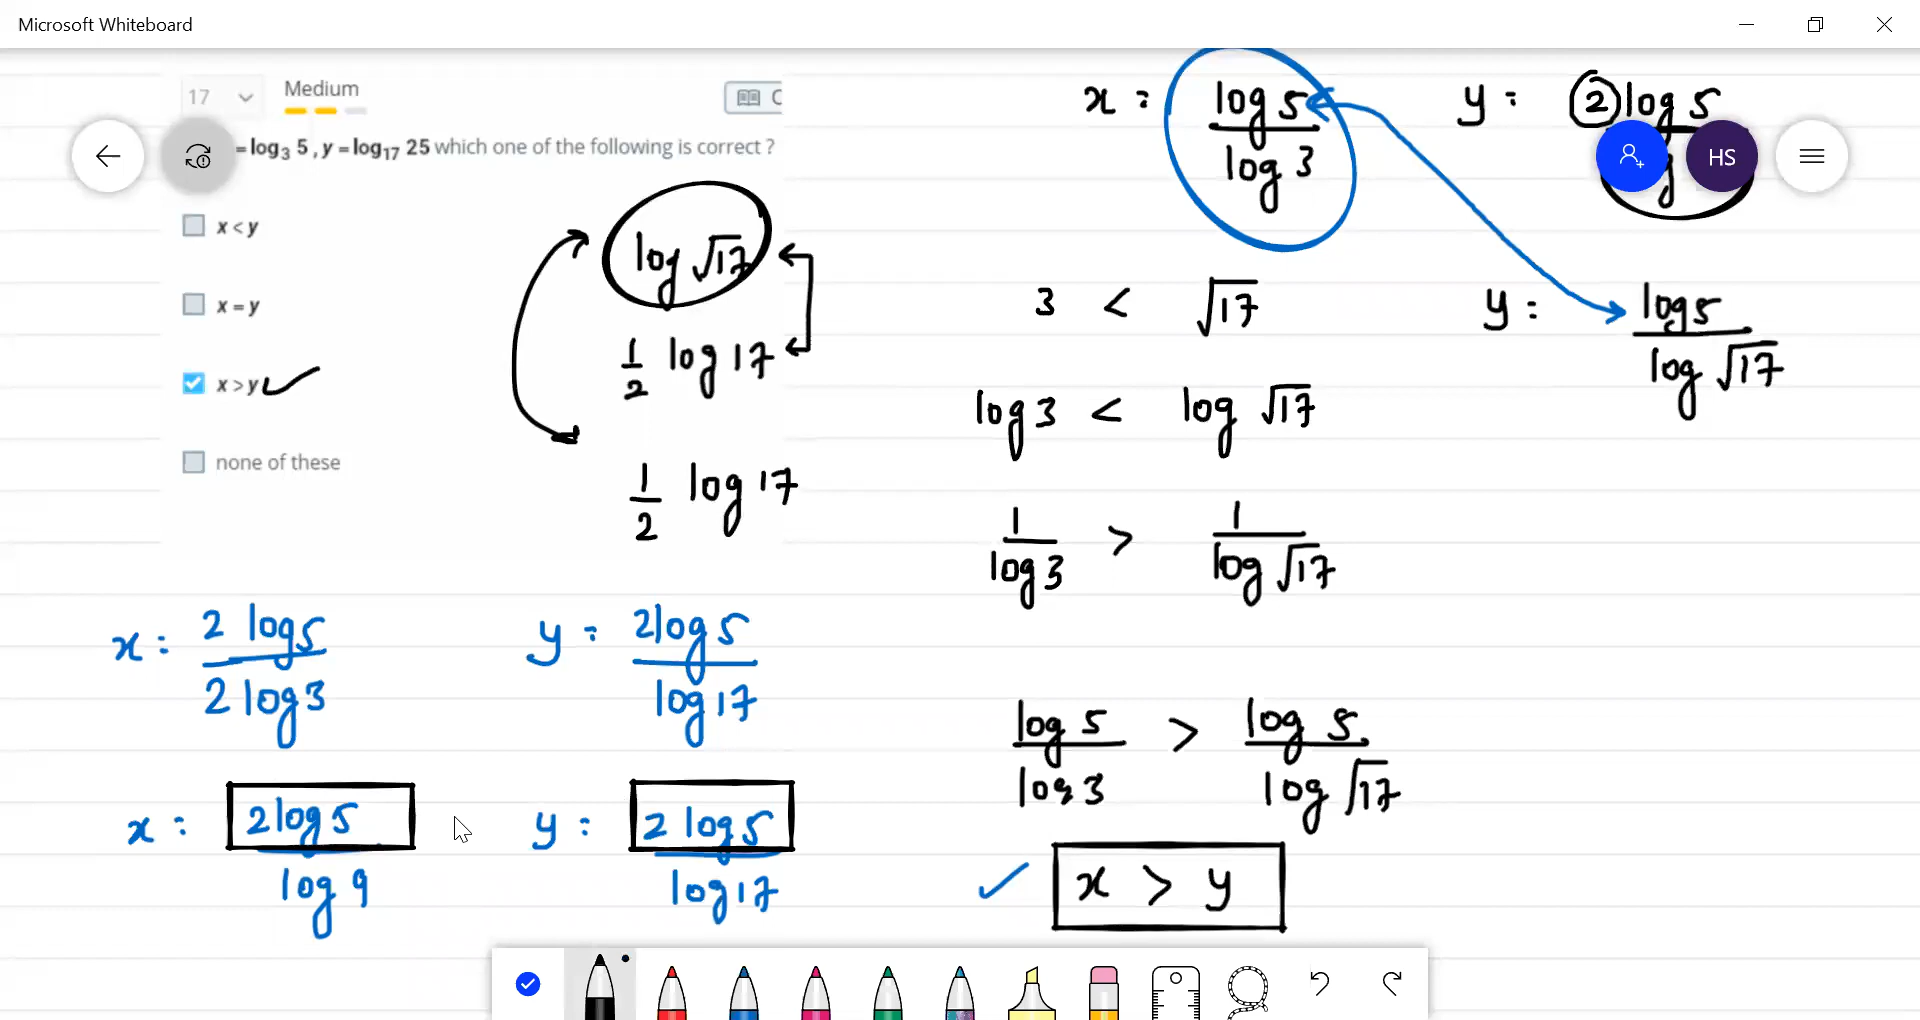 Microsoft Whiteboard
17
Medium
= log₃ 5 , y = log₁₇ 25 which one of the following is correct ?
x < y
x = y
x > y ✓
none of these
log √17
1/2 log 17
1/2 log 17
x : 2 log 5 / 2 log 3
y : 2 log 5 / log 17
x : 2 log 5 / log 9
y : 2 log 5 / log 17
x : log 5 / log 3
y : 2 log 5
HS
3 < √17
y : log 5 / log √17
log 3 < log √17
1 / log 3 > 1 / log √17
log 5 / log 3 > log 5 / log √17
✓ x > y